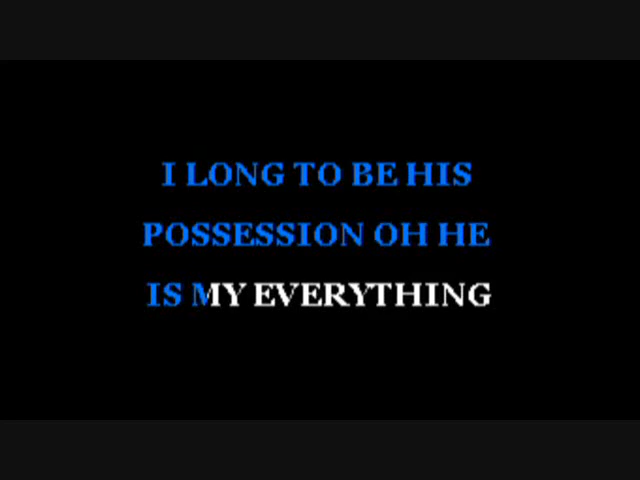 I LONG TO BE HIS
POSSESSION OH HE
IS MY EVERYTHING